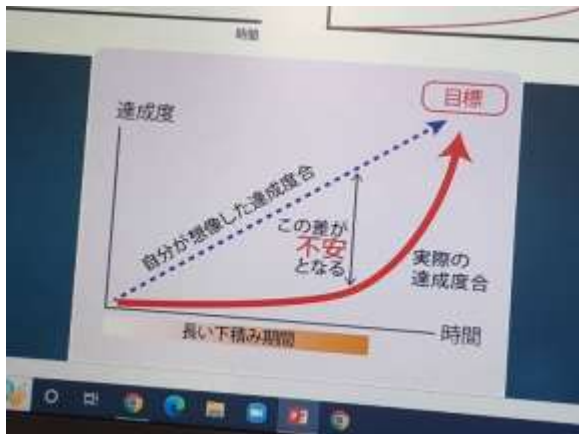 時間
目標
達成度
自分が想像した達成度合
この差が
不安
となる
実際の
達成度合
時間
長い下積み期間